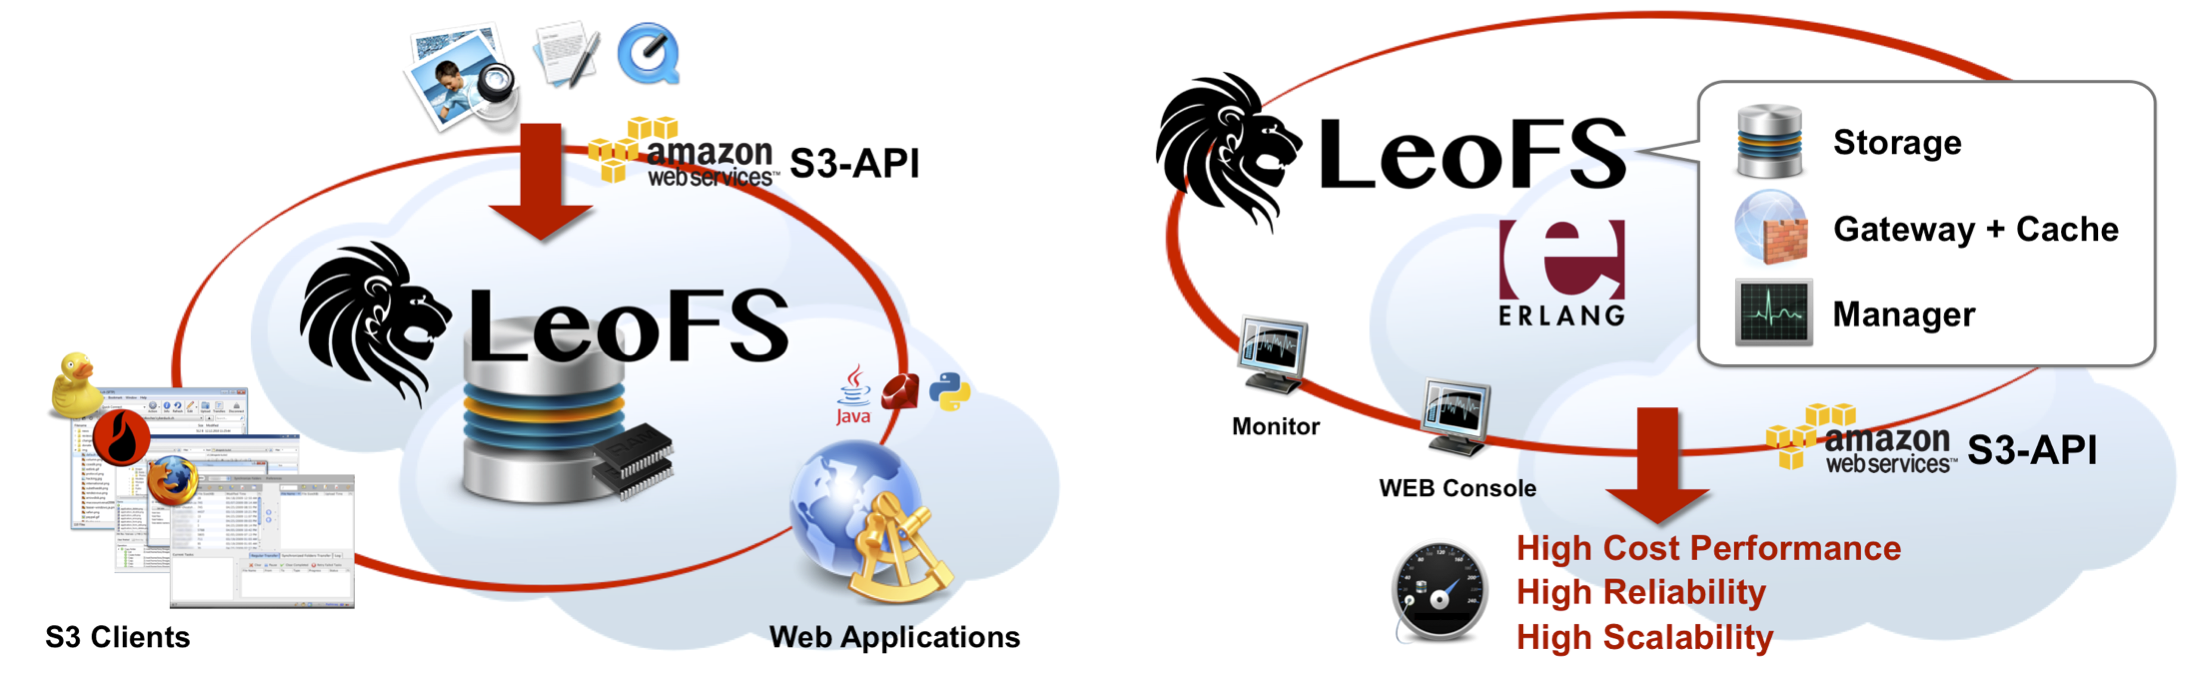 amazon
webservices™
S3-API
LeoFS
RAM
Java
S3 Clients
Web Applications
LeoFS
ERLANG
Storage
Gateway + Cache
Manager
Monitor
WEB Console
amazon
webservices™
S3-API
High Cost Performance
High Reliability
High Scalability